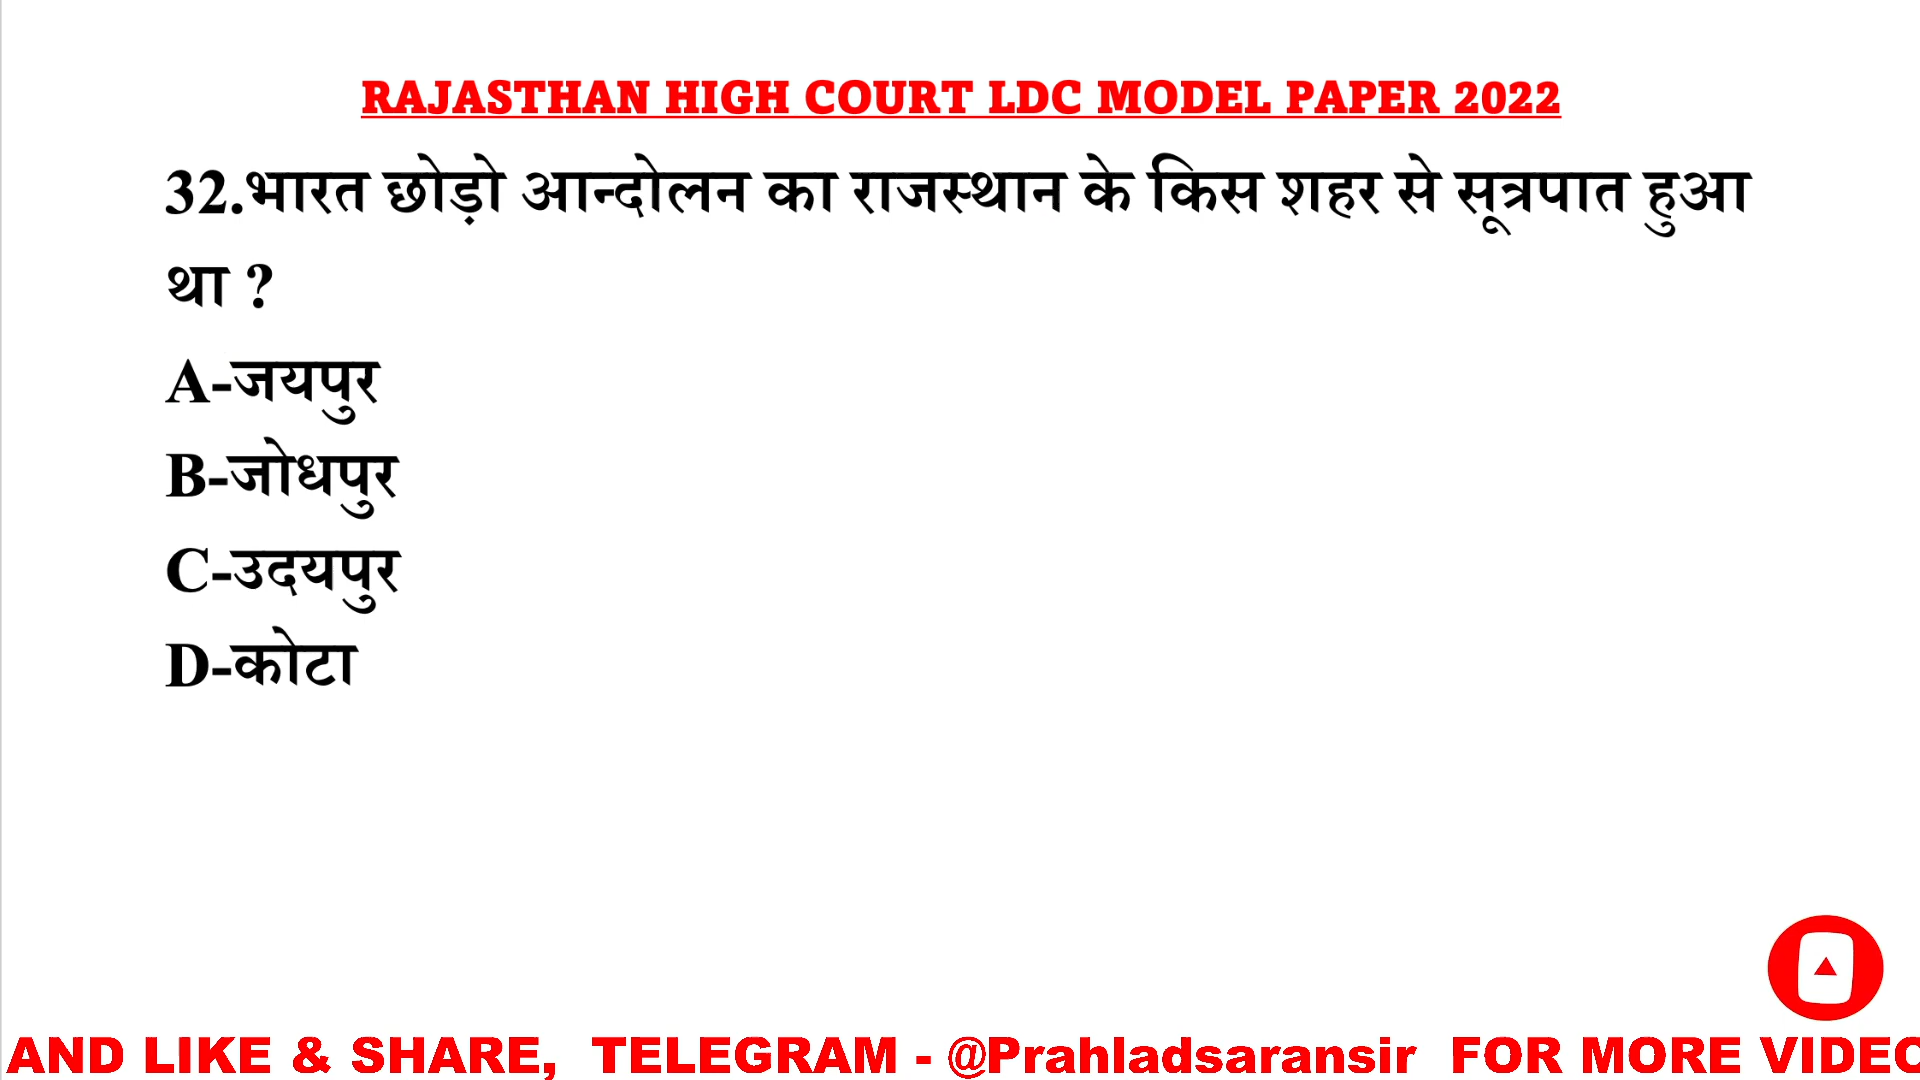 RAJASTHAN HIGH COURT LDC MODEL PAPER 2022
32.भारत छोड़ो आन्दोलन का राजस्थान के किस शहर से सूत्रपात हुआ
था ?
A-जयपुर
B-जोधपुर
C-उदयपुर
D-कोटा
AND LIKE & SHARE, TELEGRAM - @Prahladsaransir FOR MORE VIDEO